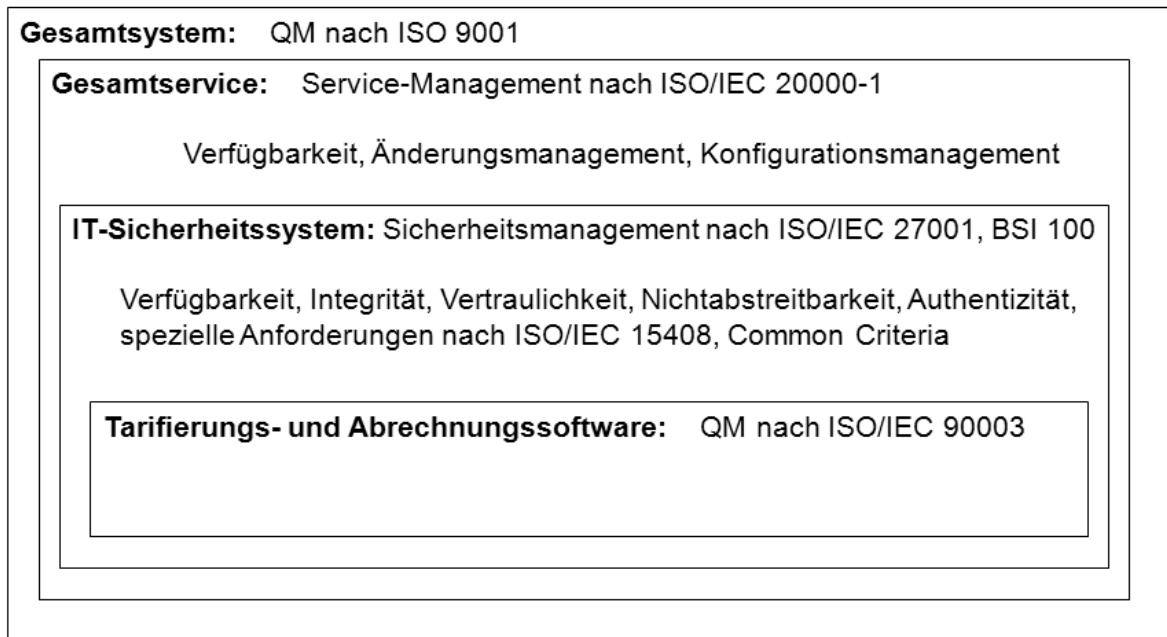 Gesamtsystem: QM nach ISO 9001
Gesamtservice: Service-Management nach ISO/IEC 20000-1
Verfügbarkeit, Änderungsmanagement, Konfigurationsmanagement
IT-Sicherheitssystem: Sicherheitsmanagement nach ISO/IEC 27001, BSI 100
Verfügbarkeit, Integrität, Vertraulichkeit, Nichtabstreitbarkeit, Authentizität,
spezielle Anforderungen nach ISO/IEC 15408, Common Criteria
Tarifierungs- und Abrechnungssoftware: QM nach ISO/IEC 90003